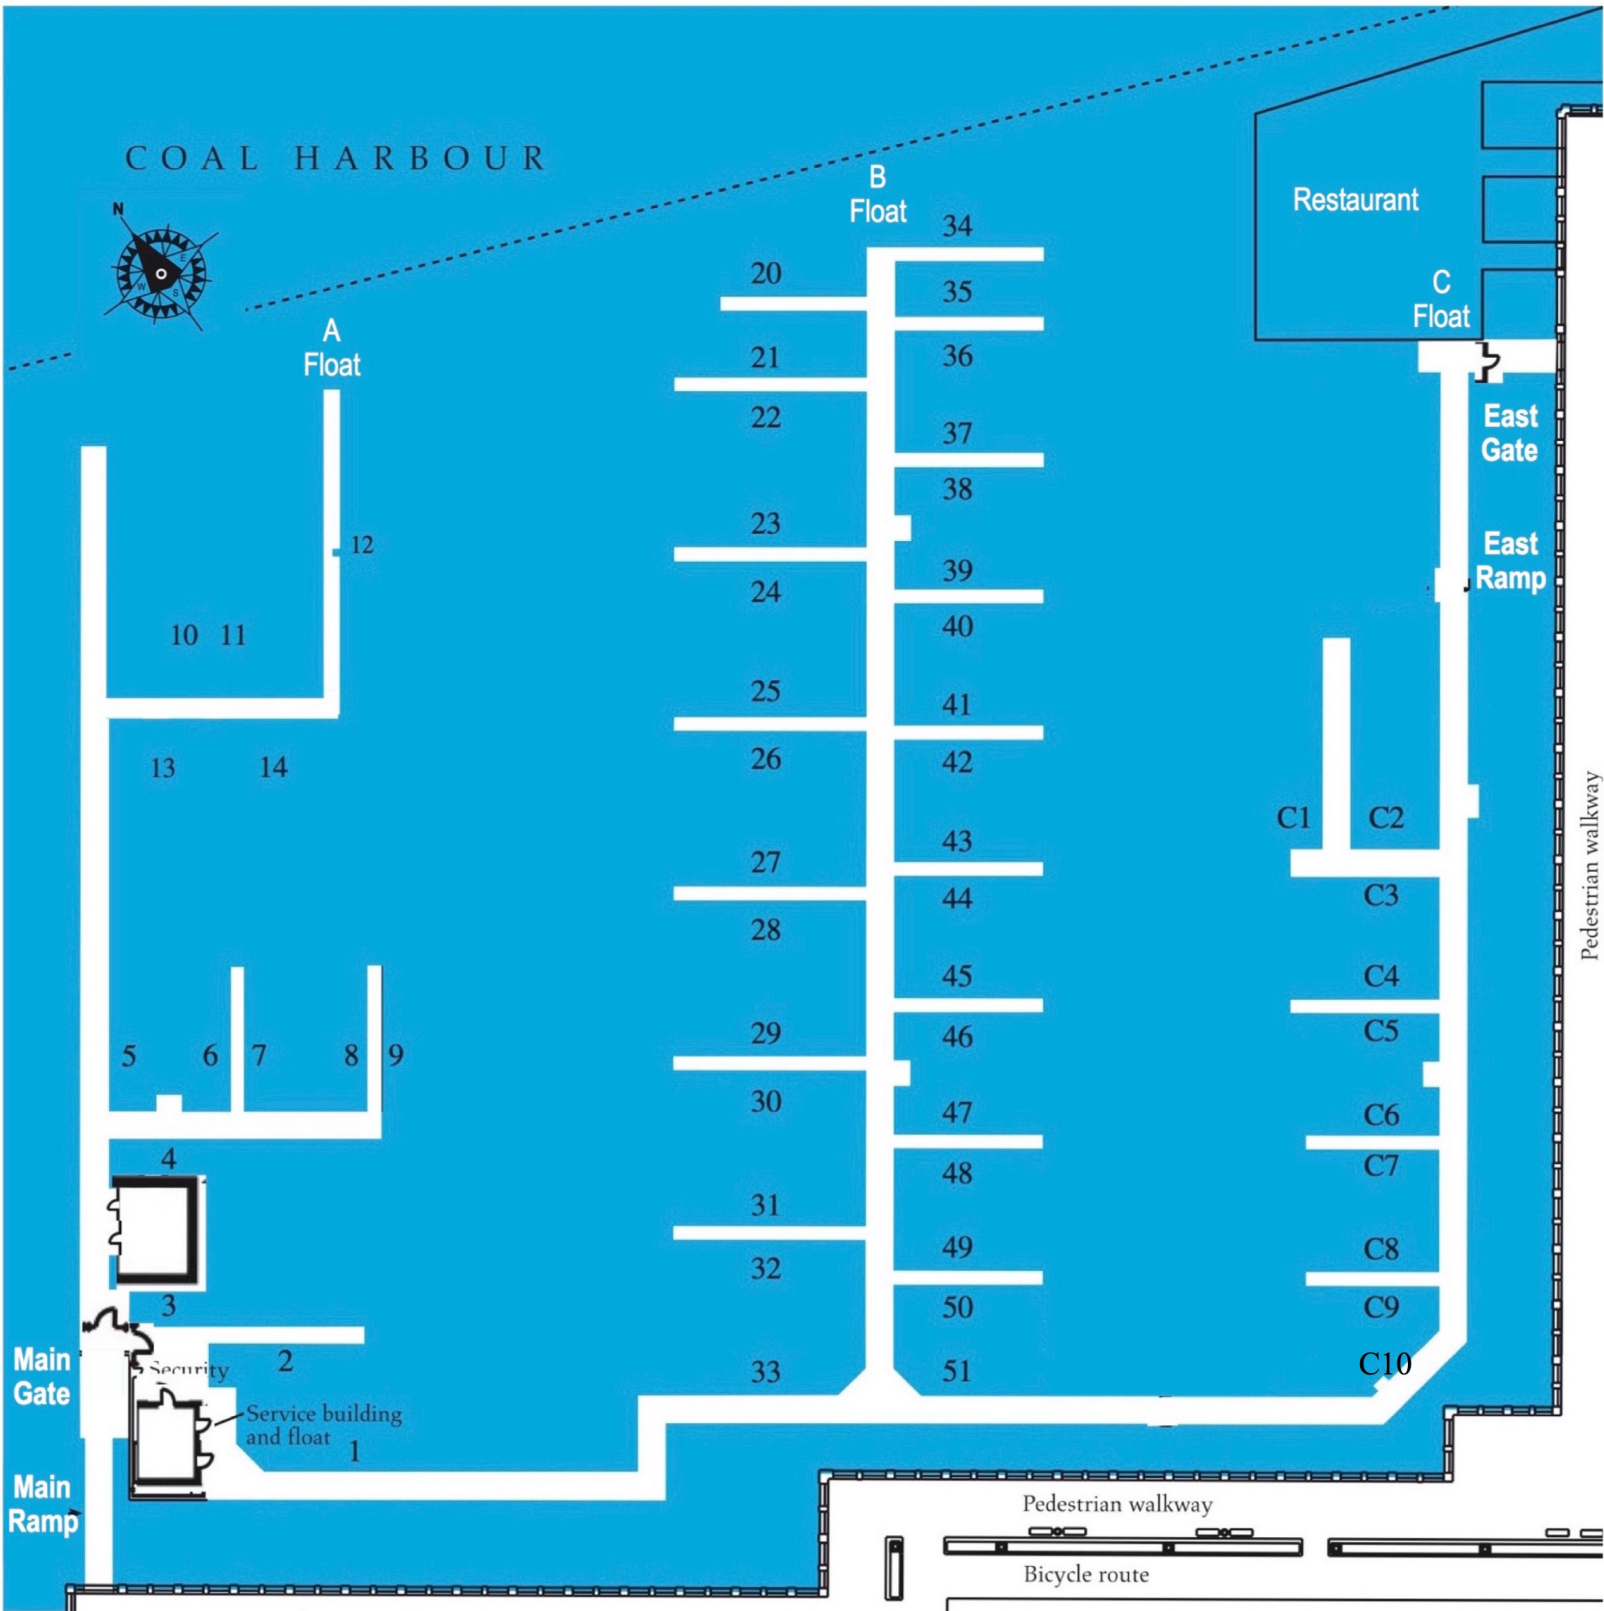 COAL HARBOUR
N
E
W
S
A
Float
B
Float
C
Float
Restaurant
East
Gate
East
Ramp
34
20
35
21
36
22
37
38
23
12
39
24
40
10 11
25
41
26
42
13 14
C1 C2
43
27
C3
44
28
C4
45
29
C5
46
5 6 7 8 9
30
47
C6
4
48
C7
31
49
C8
32
3
50
C9
2
33
51
C10
Main
Gate
Security
Service building
and float
1
Main
Ramp
Pedestrian walkway
Pedestrian walkway
Bicycle route